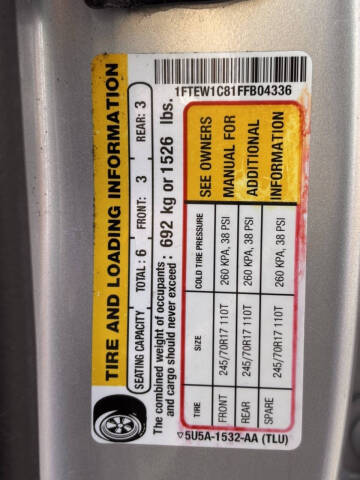 1FTEW1C81FFB04336
TIRE AND LOADING INFORMATION
SEATING CAPACITY TOTAL : 6 FRONT: 3 REAR: 3
The combined weight of occupants
and cargo should never exceed : 692 kg or 1526 lbs.
TIRE SIZE COLD TIRE PRESSURE SEE OWNERS
FRONT 245/70R17 110T 260 KPA, 38 PSI MANUAL FOR
REAR 245/70R17 110T 260 KPA, 38 PSI ADDITIONAL
SPARE 245/70R17 110T 260 KPA, 38 PSI INFORMATION
▽5U5A-1532-AA (TLU)